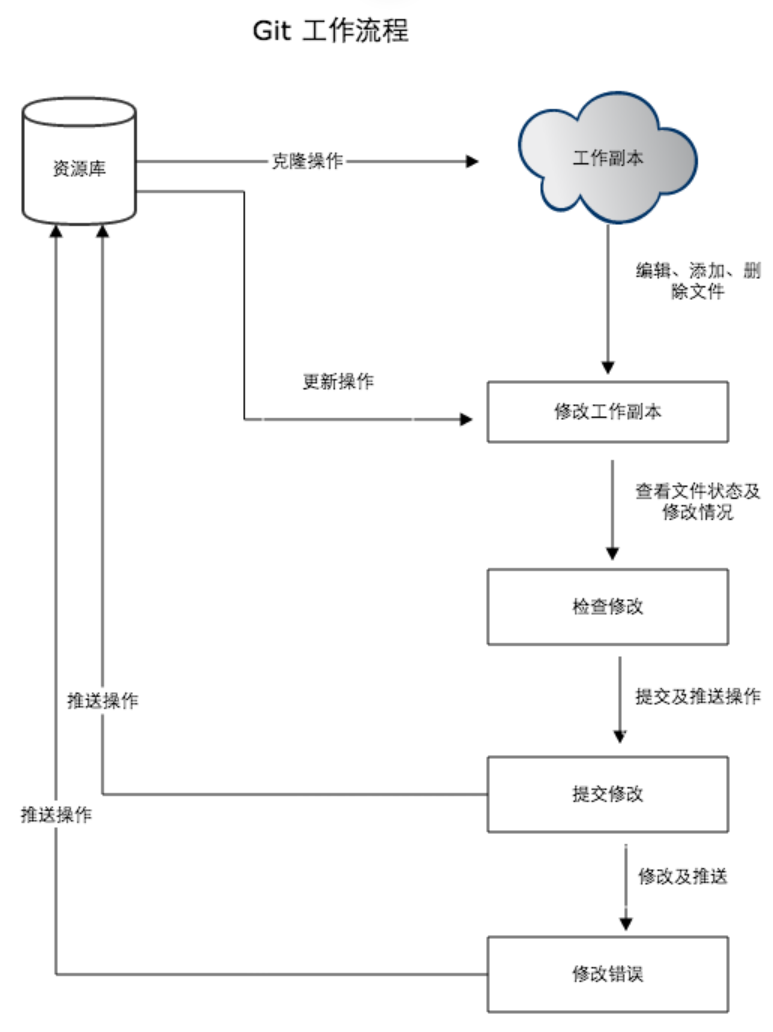 Git 工作流程
资源库
克隆操作
工作副本
编辑、添加、删
除文件
更新操作
修改工作副本
查看文件状态及
修改情况
检查修改
推送操作
提交及推送操作
提交修改
推送操作
修改及推送
修改错误